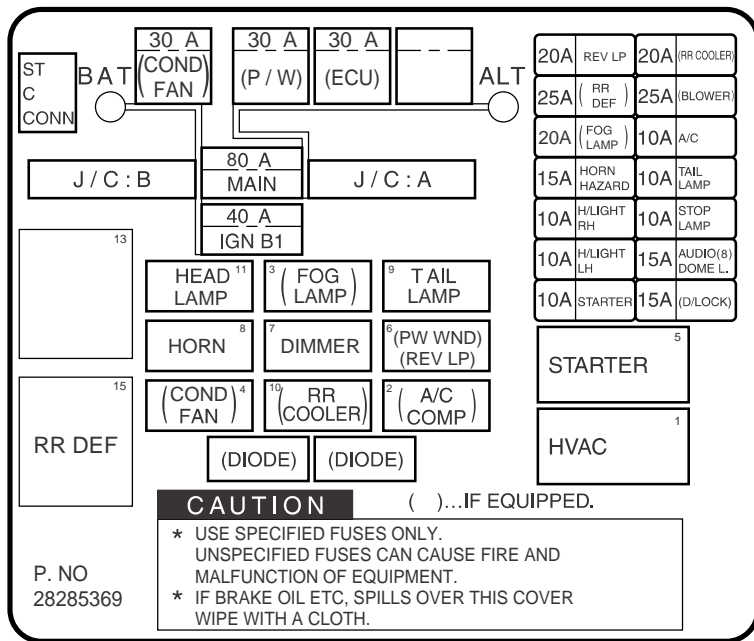 ST
C
CONN
BAT
30 A
(COND)
FAN
30 A
(P / W)
30 A
(ECU)
ALT
J / C : B
80 A
MAIN
J / C : A
40 A
IGN B1
20A REV LP 20A (RR COOLER)
25A (RR DEF) 25A (BLOWER)
20A (FOG LAMP) 10A A/C
15A HORN HAZARD 10A TAIL LAMP
10A H/LIGHT RH 10A STOP LAMP
10A H/LIGHT LH 15A AUDIO(8) DOME L.
10A STARTER 15A (D/LOCK)
13
HEAD 11
LAMP
3 (FOG
LAMP)
9 TAIL
LAMP
HORN 8
7 DIMMER
6 (PW WND)
(REV LP)
STARTER 5
15
RR DEF
(COND 4
FAN)
10 (RR
COOLER)
2 (A/C
COMP)
HVAC 1
(DIODE) (DIODE)
CAUTION ( )...IF EQUIPPED.
* USE SPECIFIED FUSES ONLY.
UNSPECIFIED FUSES CAN CAUSE FIRE AND
MALFUNCTION OF EQUIPMENT.
* IF BRAKE OIL ETC, SPILLS OVER THIS COVER
WIPE WITH A CLOTH.
P. NO
28285369